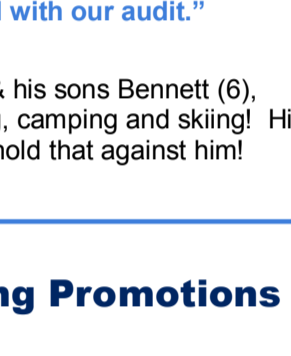 with our audit.”
his sons Bennett (6),
, camping and skiing! Hi
hold that against him!
ng Promotions